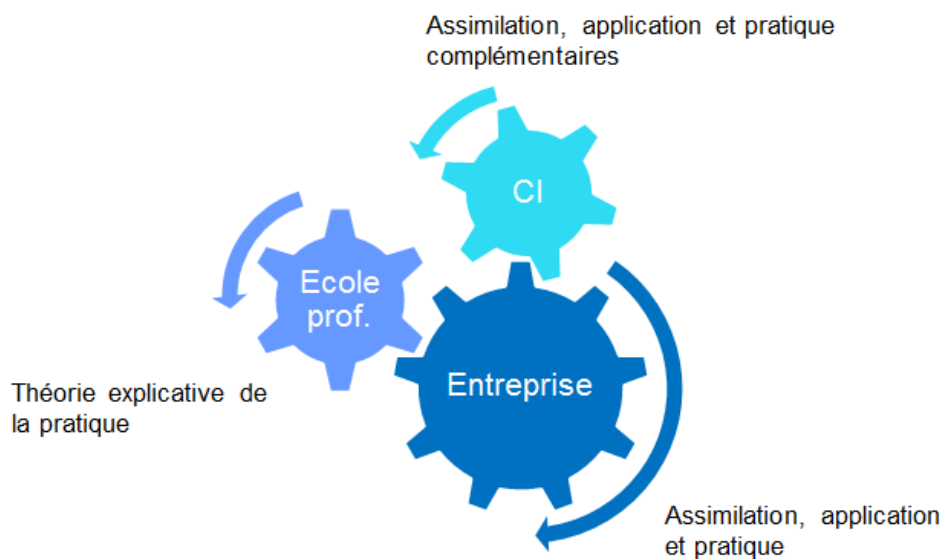 Assimilation, application et pratique
complémentaires
CI
Ecole
prof.
Entreprise
Théorie explicative de
la pratique
Assimilation, application
et pratique